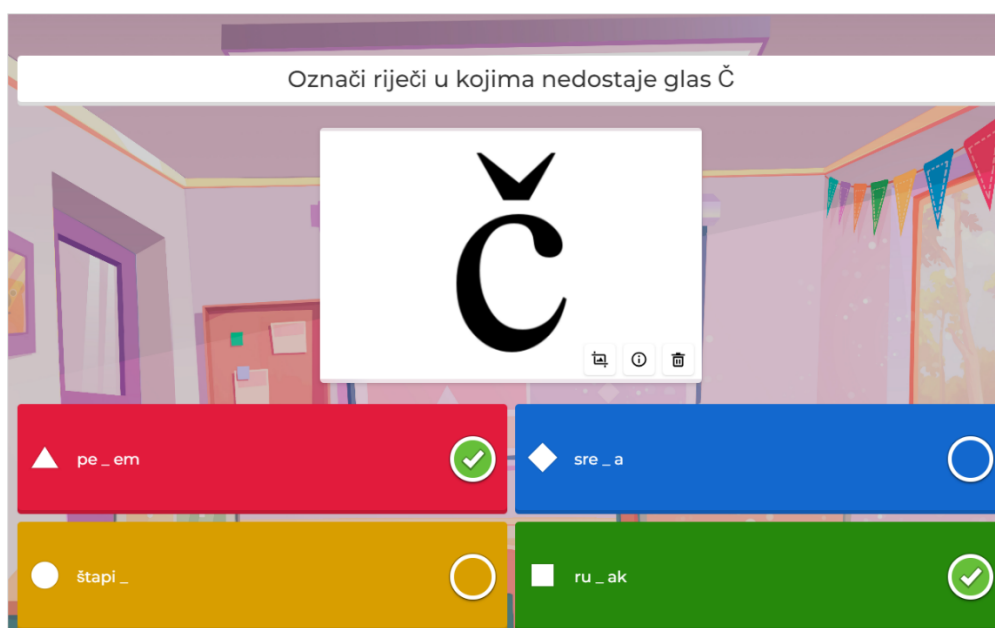 Označi riječi u kojima nedostaje glas Č
č
pe _ em
sre _ a
štapi _
ru _ ak